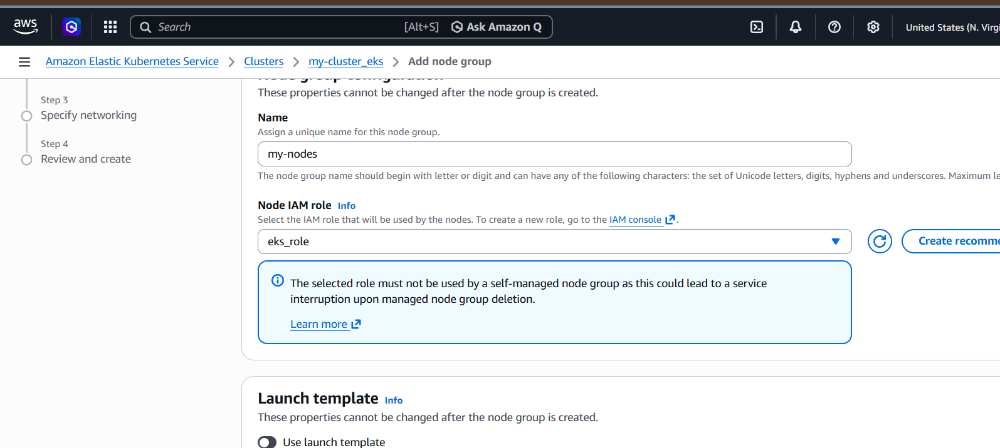 aws
Search [Alt+S] Ask Amazon Q
United States (N. Virgi
Amazon Elastic Kubernetes Service > Clusters > my-cluster_eks > Add node group
Step 3
Specify networking
Step 4
Review and create
Node group configuration
These properties cannot be changed after the node group is created.
Name
Assign a unique name for this node group.
my-nodes
The node group name should begin with letter or digit and can have any of the following characters: the set of Unicode letters, digits, hyphens and underscores. Maximum le
Node IAM role Info
Select the IAM role that will be used by the nodes. To create a new role, go to the IAM console.
eks_role
Create recomme
The selected role must not be used by a self-managed node group as this could lead to a service
interruption upon managed node group deletion.
Learn more
Launch template Info
These properties cannot be changed after the node group is created.
Use launch template